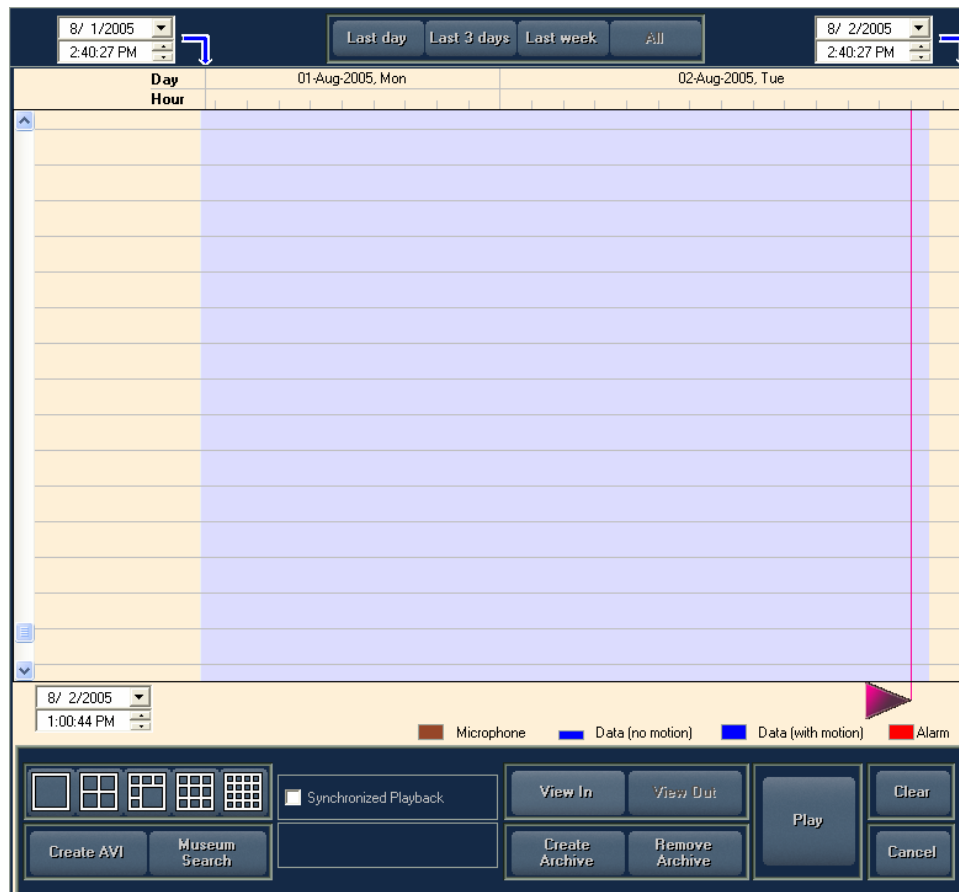 8/ 1/2005
2:40:27 PM
Last day
Last 3 days
Last week
All
8/ 2/2005
2:40:27 PM
Day
01-Aug-2005, Mon
02-Aug-2005, Tue
Hour
8/ 2/2005
1:00:44 PM
Microphone
Data (no motion)
Data (with motion)
Alarm
Synchronized Playback
View In
View Out
Play
Clear
Create AVI
Museum
Search
Create
Archive
Remove
Archive
Cancel